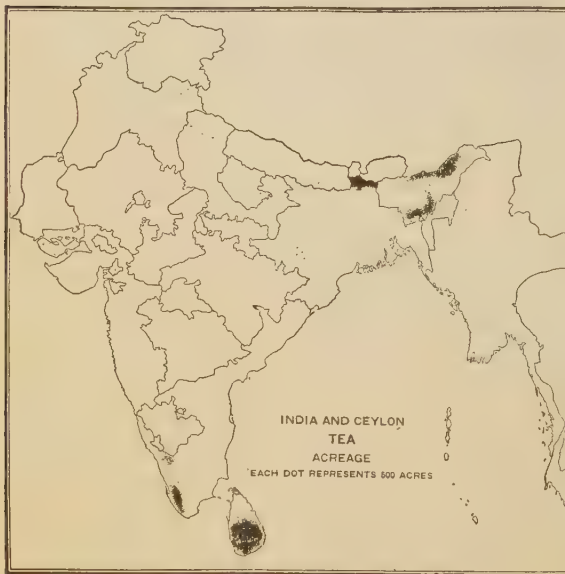 INDIA AND CEYLON
TEA
ACREAGE
EACH DOT REPRESENTS 500 ACRES